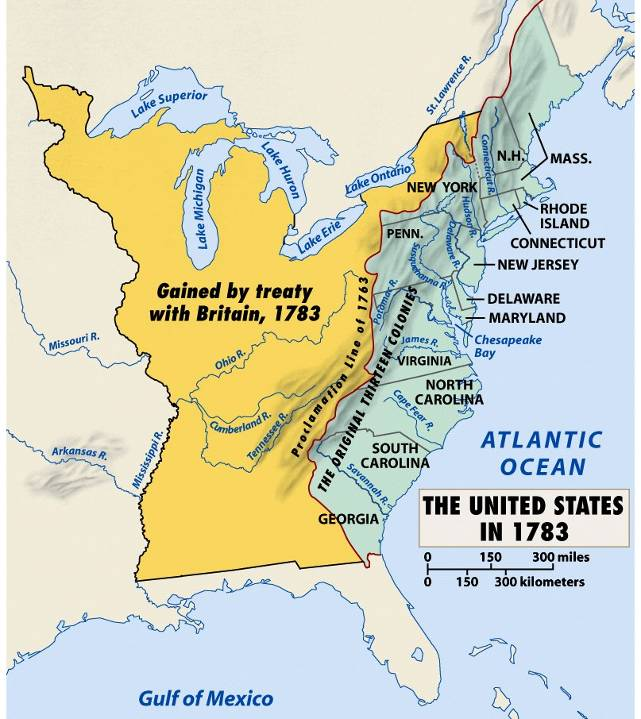 St. Lawrence R.
Lake Superior
Lake Huron
Lake Michigan
Lake Ontario
Lake Erie
Connecticut R.
N.H.
MASS.
NEW YORK
Hudson R.
RHODE
ISLAND
CONNECTICUT
PENN.
Delaware R.
Susquehanna R.
NEW JERSEY
Gained by treaty
with Britain, 1783
Proclamation Line of 1763
Potomac R.
THE ORIGINAL THIRTEEN COLONIES
DELAWARE
MARYLAND
Chesapeake
Bay
Missouri R.
Ohio R.
James R.
VIRGINIA
NORTH
CAROLINA
Cape Fear R.
Cumberland R.
Tennessee R.
Arkansas R.
Mississippi R.
SOUTH
CAROLINA
Savannah R.
GEORGIA
ATLANTIC
OCEAN
THE UNITED STATES
IN 1783
0 150 300 miles
0 150 300 kilometers
Gulf of Mexico